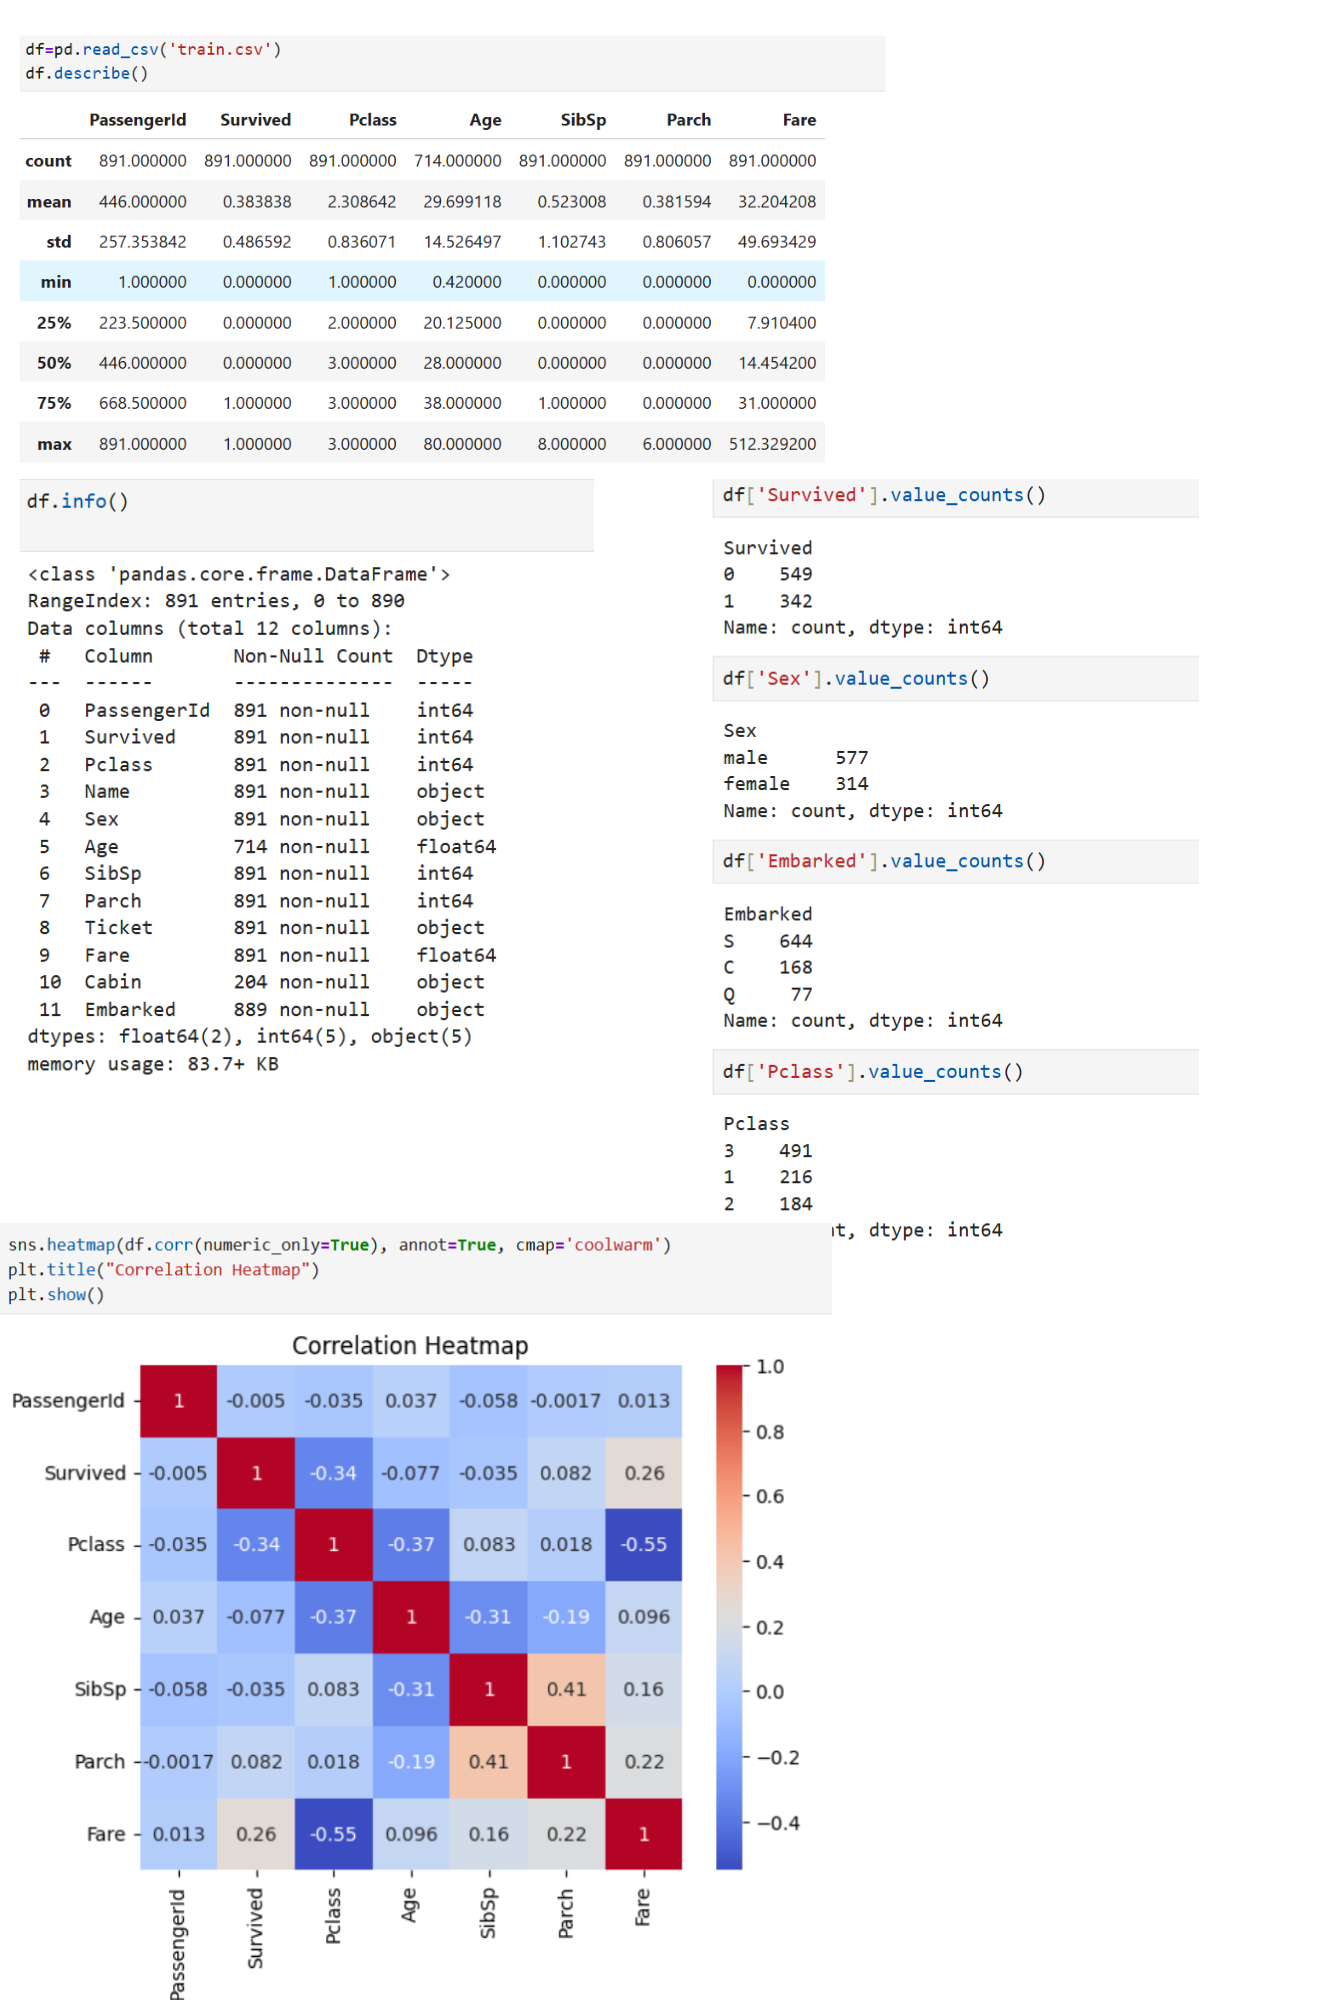 df=pd.read_csv('train.csv')
df.describe()
PassengerId Survived Pclass Age SibSp Parch Fare
count 891.000000 891.000000 891.000000 714.000000 891.000000 891.000000 891.000000
mean 446.000000 0.383838 2.308642 29.699118 0.523008 0.381594 32.204208
std 257.353842 0.486592 0.836071 14.526497 1.102743 0.806057 49.693429
min 1.000000 0.000000 1.000000 0.420000 0.000000 0.000000 0.000000
25% 223.500000 0.000000 2.000000 20.125000 0.000000 0.000000 7.910400
50% 446.000000 0.000000 3.000000 28.000000 0.000000 0.000000 14.454200
75% 668.500000 1.000000 3.000000 38.000000 1.000000 0.000000 31.000000
max 891.000000 1.000000 3.000000 80.000000 8.000000 6.000000 512.329200
df.info()
<class 'pandas.core.frame.DataFrame'>
RangeIndex: 891 entries, 0 to 890
Data columns (total 12 columns):
# Column Non-Null Count Dtype
--- ------ -------------- -----
0 PassengerId 891 non-null int64
1 Survived 891 non-null int64
2 Pclass 891 non-null int64
3 Name 891 non-null object
4 Sex 891 non-null object
5 Age 714 non-null float64
6 SibSp 891 non-null int64
7 Parch 891 non-null int64
8 Ticket 891 non-null object
9 Fare 891 non-null float64
10 Cabin 204 non-null object
11 Embarked 889 non-null object
dtypes: float64(2), int64(5), object(5)
memory usage: 83.7+ KB
df['Survived'].value_counts()
Survived
0 549
1 342
Name: count, dtype: int64
df['Sex'].value_counts()
Sex
male 577
female 314
Name: count, dtype: int64
df['Embarked'].value_counts()
Embarked
S 644
C 168
Q 77
Name: count, dtype: int64
df['Pclass'].value_counts()
Pclass
3 491
1 216
2 184
nt, dtype: int64
sns.heatmap(df.corr(numeric_only=True), annot=True, cmap='coolwarm')
plt.title("Correlation Heatmap")
plt.show()
Correlation Heatmap
PassengerId 1 -0.005 -0.035 0.037 -0.058 -0.0017 0.013
Survived -0.005 1 -0.34 -0.077 -0.035 0.082 0.26
Pclass -0.035 -0.34 1 -0.37 0.083 0.018 -0.55
Age 0.037 -0.077 -0.37 1 -0.31 -0.19 0.096
SibSp -0.058 -0.035 0.083 -0.31 1 0.41 0.16
Parch -0.0017 0.082 0.018 -0.19 0.41 1 0.22
Fare 0.013 0.26 -0.55 0.096 0.16 0.22 1
PassengerId
Survived
Pclass
Age
SibSp
Parch
Fare
1.0
0.8
0.6
0.4
0.2
0.0
−0.2
−0.4